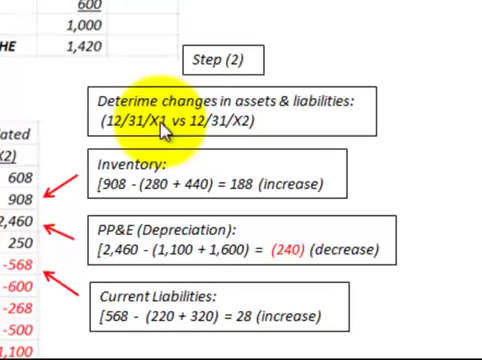 600
1,000
HE 1,420
Step (2)
Deterime changes in assets & liabilities:
(12/31/X1 vs 12/31/X2)
lated
X2)
608
Inventory:
908
[908 -(280 + 440) = 188 (increase)
2,460
PP&E (Depreciation):
250
[2,460 - (1,100 + 1,600) = (240) (decrease)
-568
-600
Current Liabilities:
-268
[568 - (220 + 320) = 28 (increase)
-500
1,100